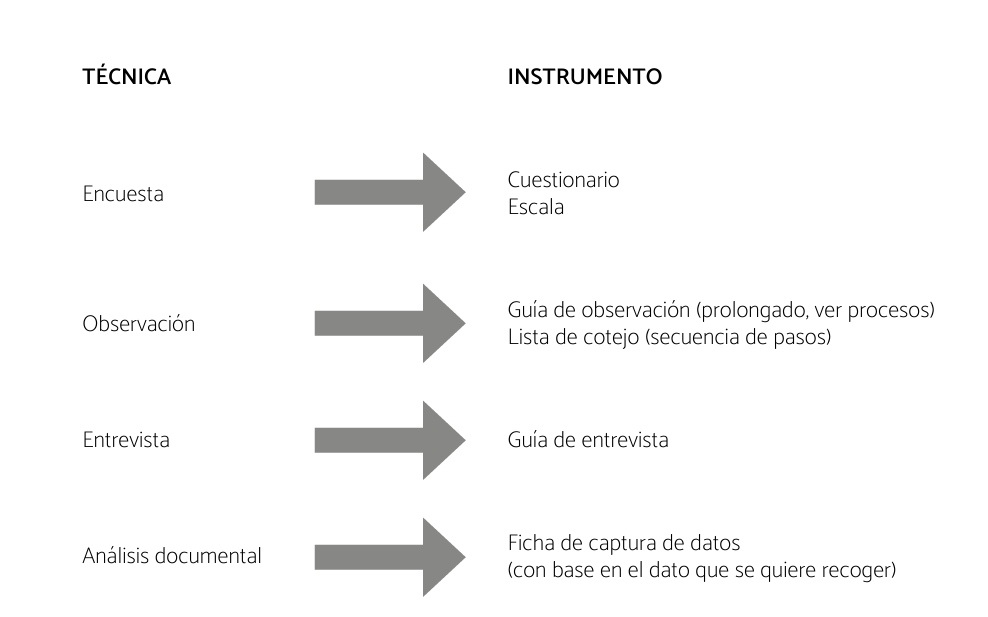 TÉCNICA
INSTRUMENTO
Encuesta
Cuestionario
Escala
Observación
Guía de observación (prolongado, ver procesos)
Lista de cotejo (secuencia de pasos)
Entrevista
Guía de entrevista
Análisis documental
Ficha de captura de datos
(con base en el dato que se quiere recoger)